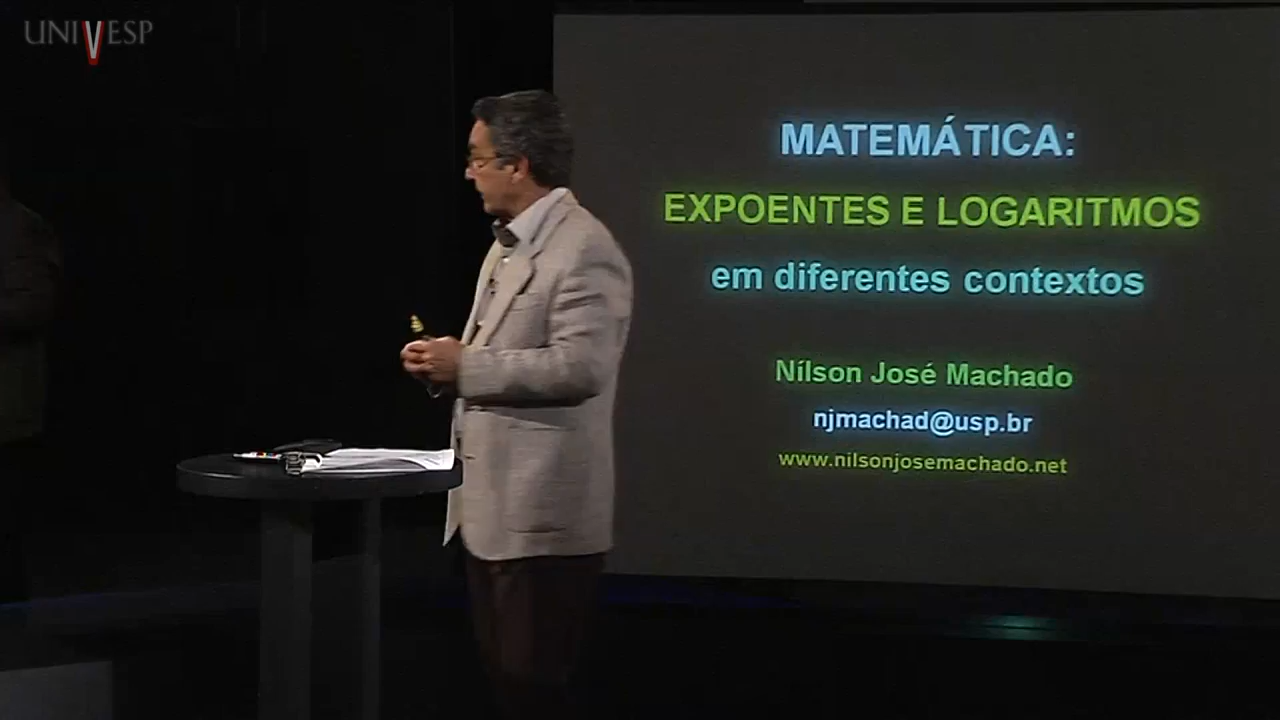 UNIVESP
MATEMÁTICA:
EXPOENTES E LOGARITMOS
em diferentes contextos
Nílson José Machado
njmachad@usp.br
www.nilsonjosemachado.net